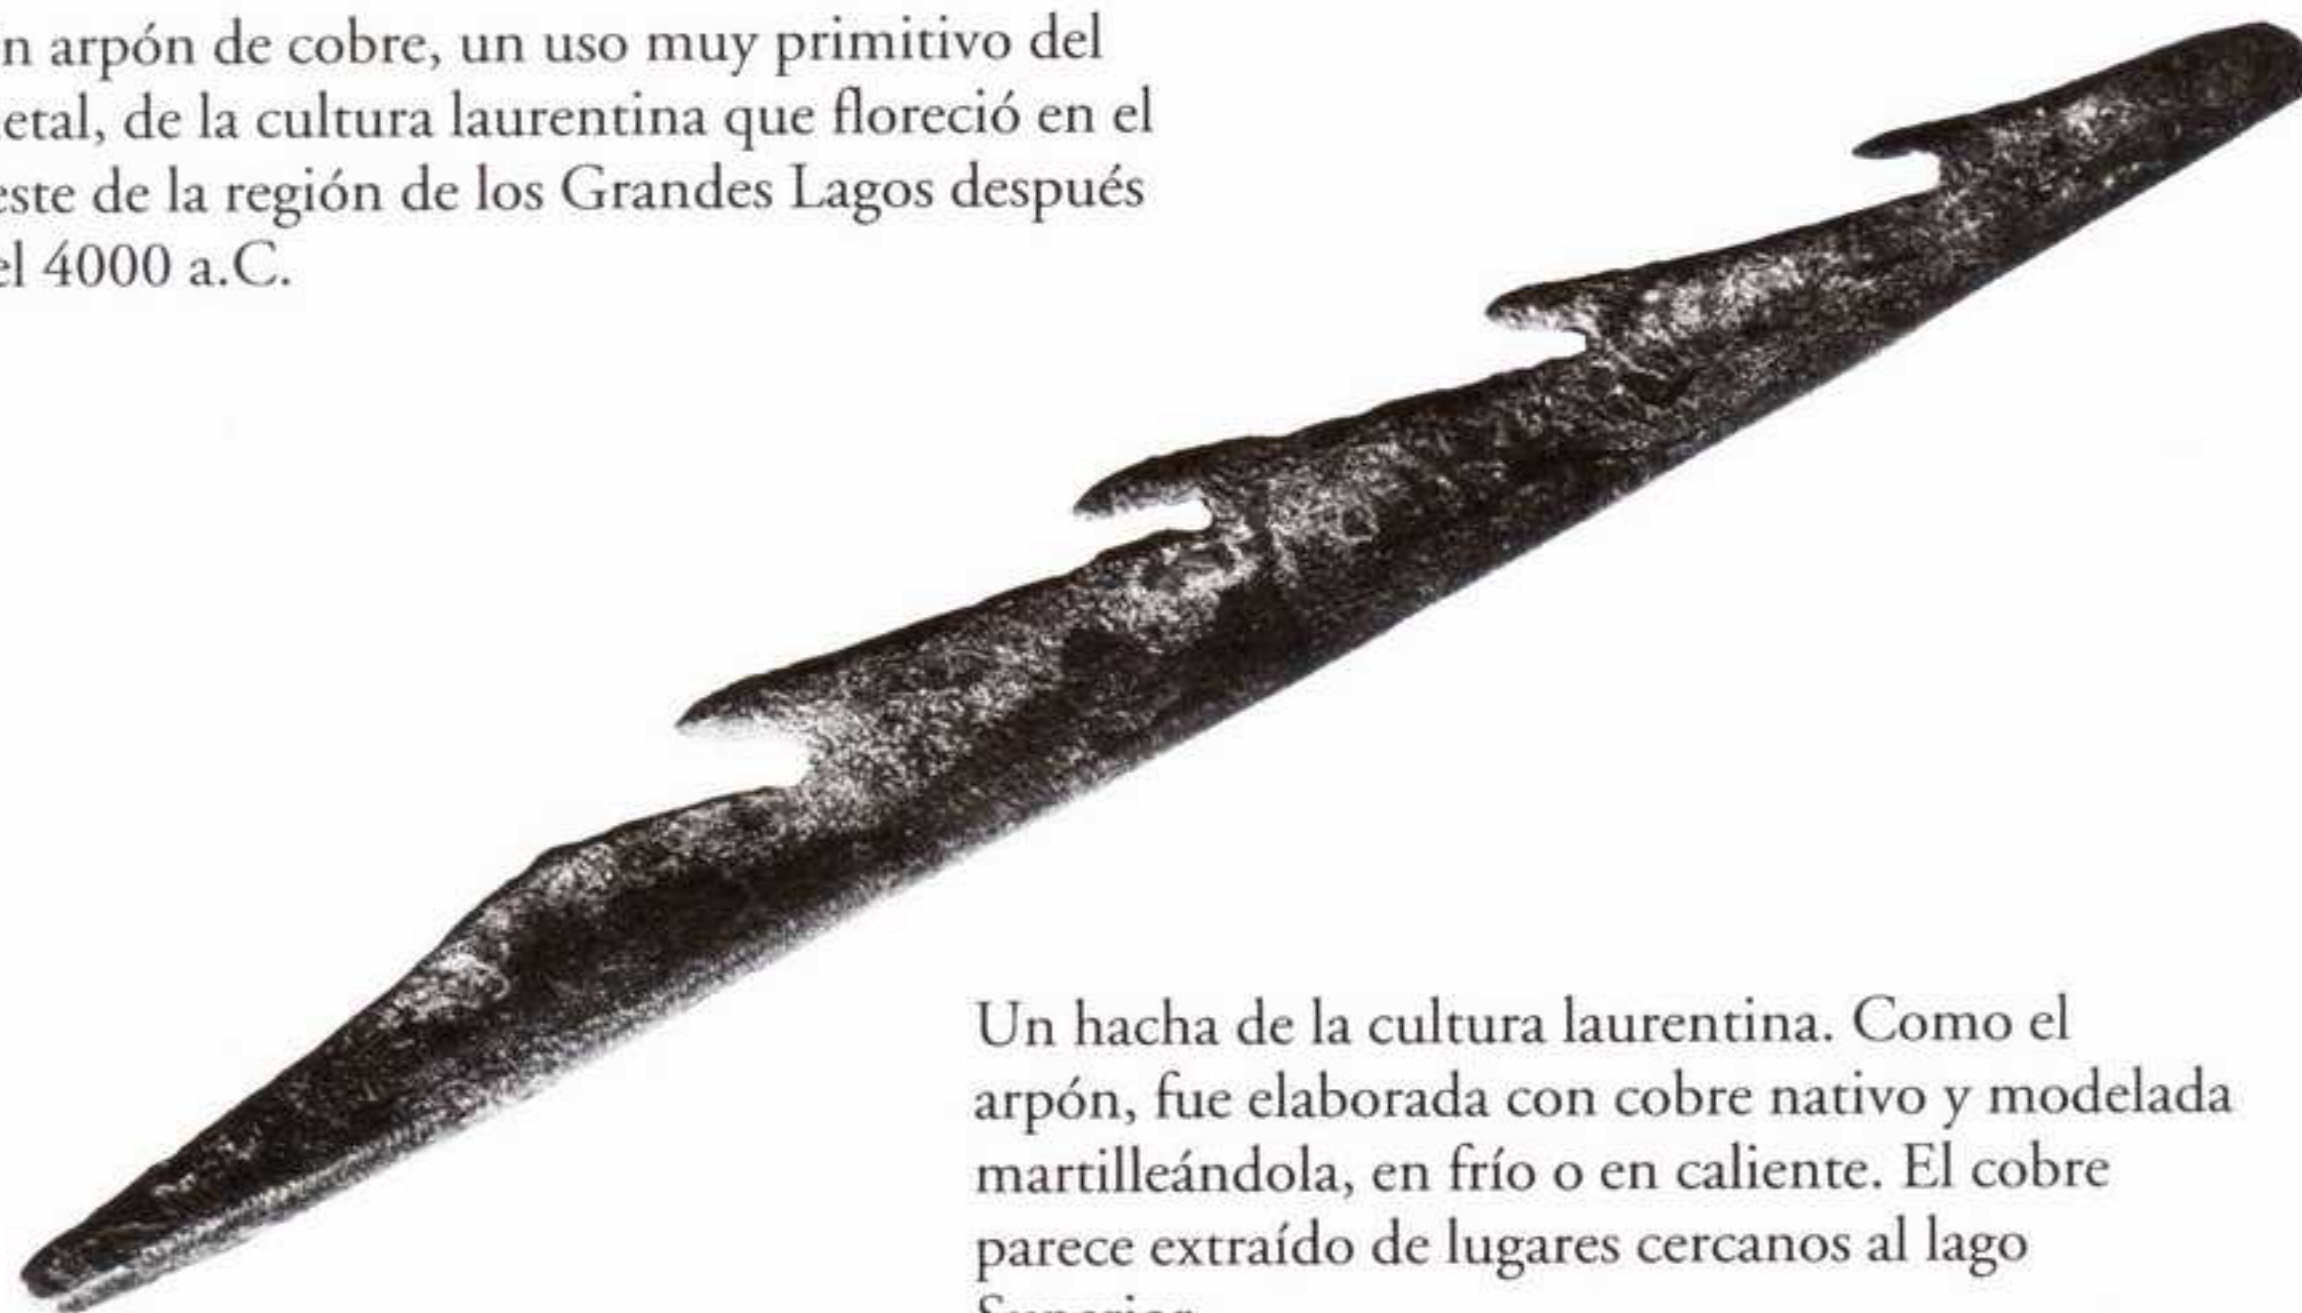 n arpón de cobre, un uso muy primitivo del
etal, de la cultura laurentina que floreció en el
este de la región de los Grandes Lagos después
el 4000 a.C.
Un hacha de la cultura laurentina. Como el
arpón, fue elaborada con cobre nativo y modelada
martilleándola, en frío o en caliente. El cobre
parece extraído de lugares cercanos al lago
Superior